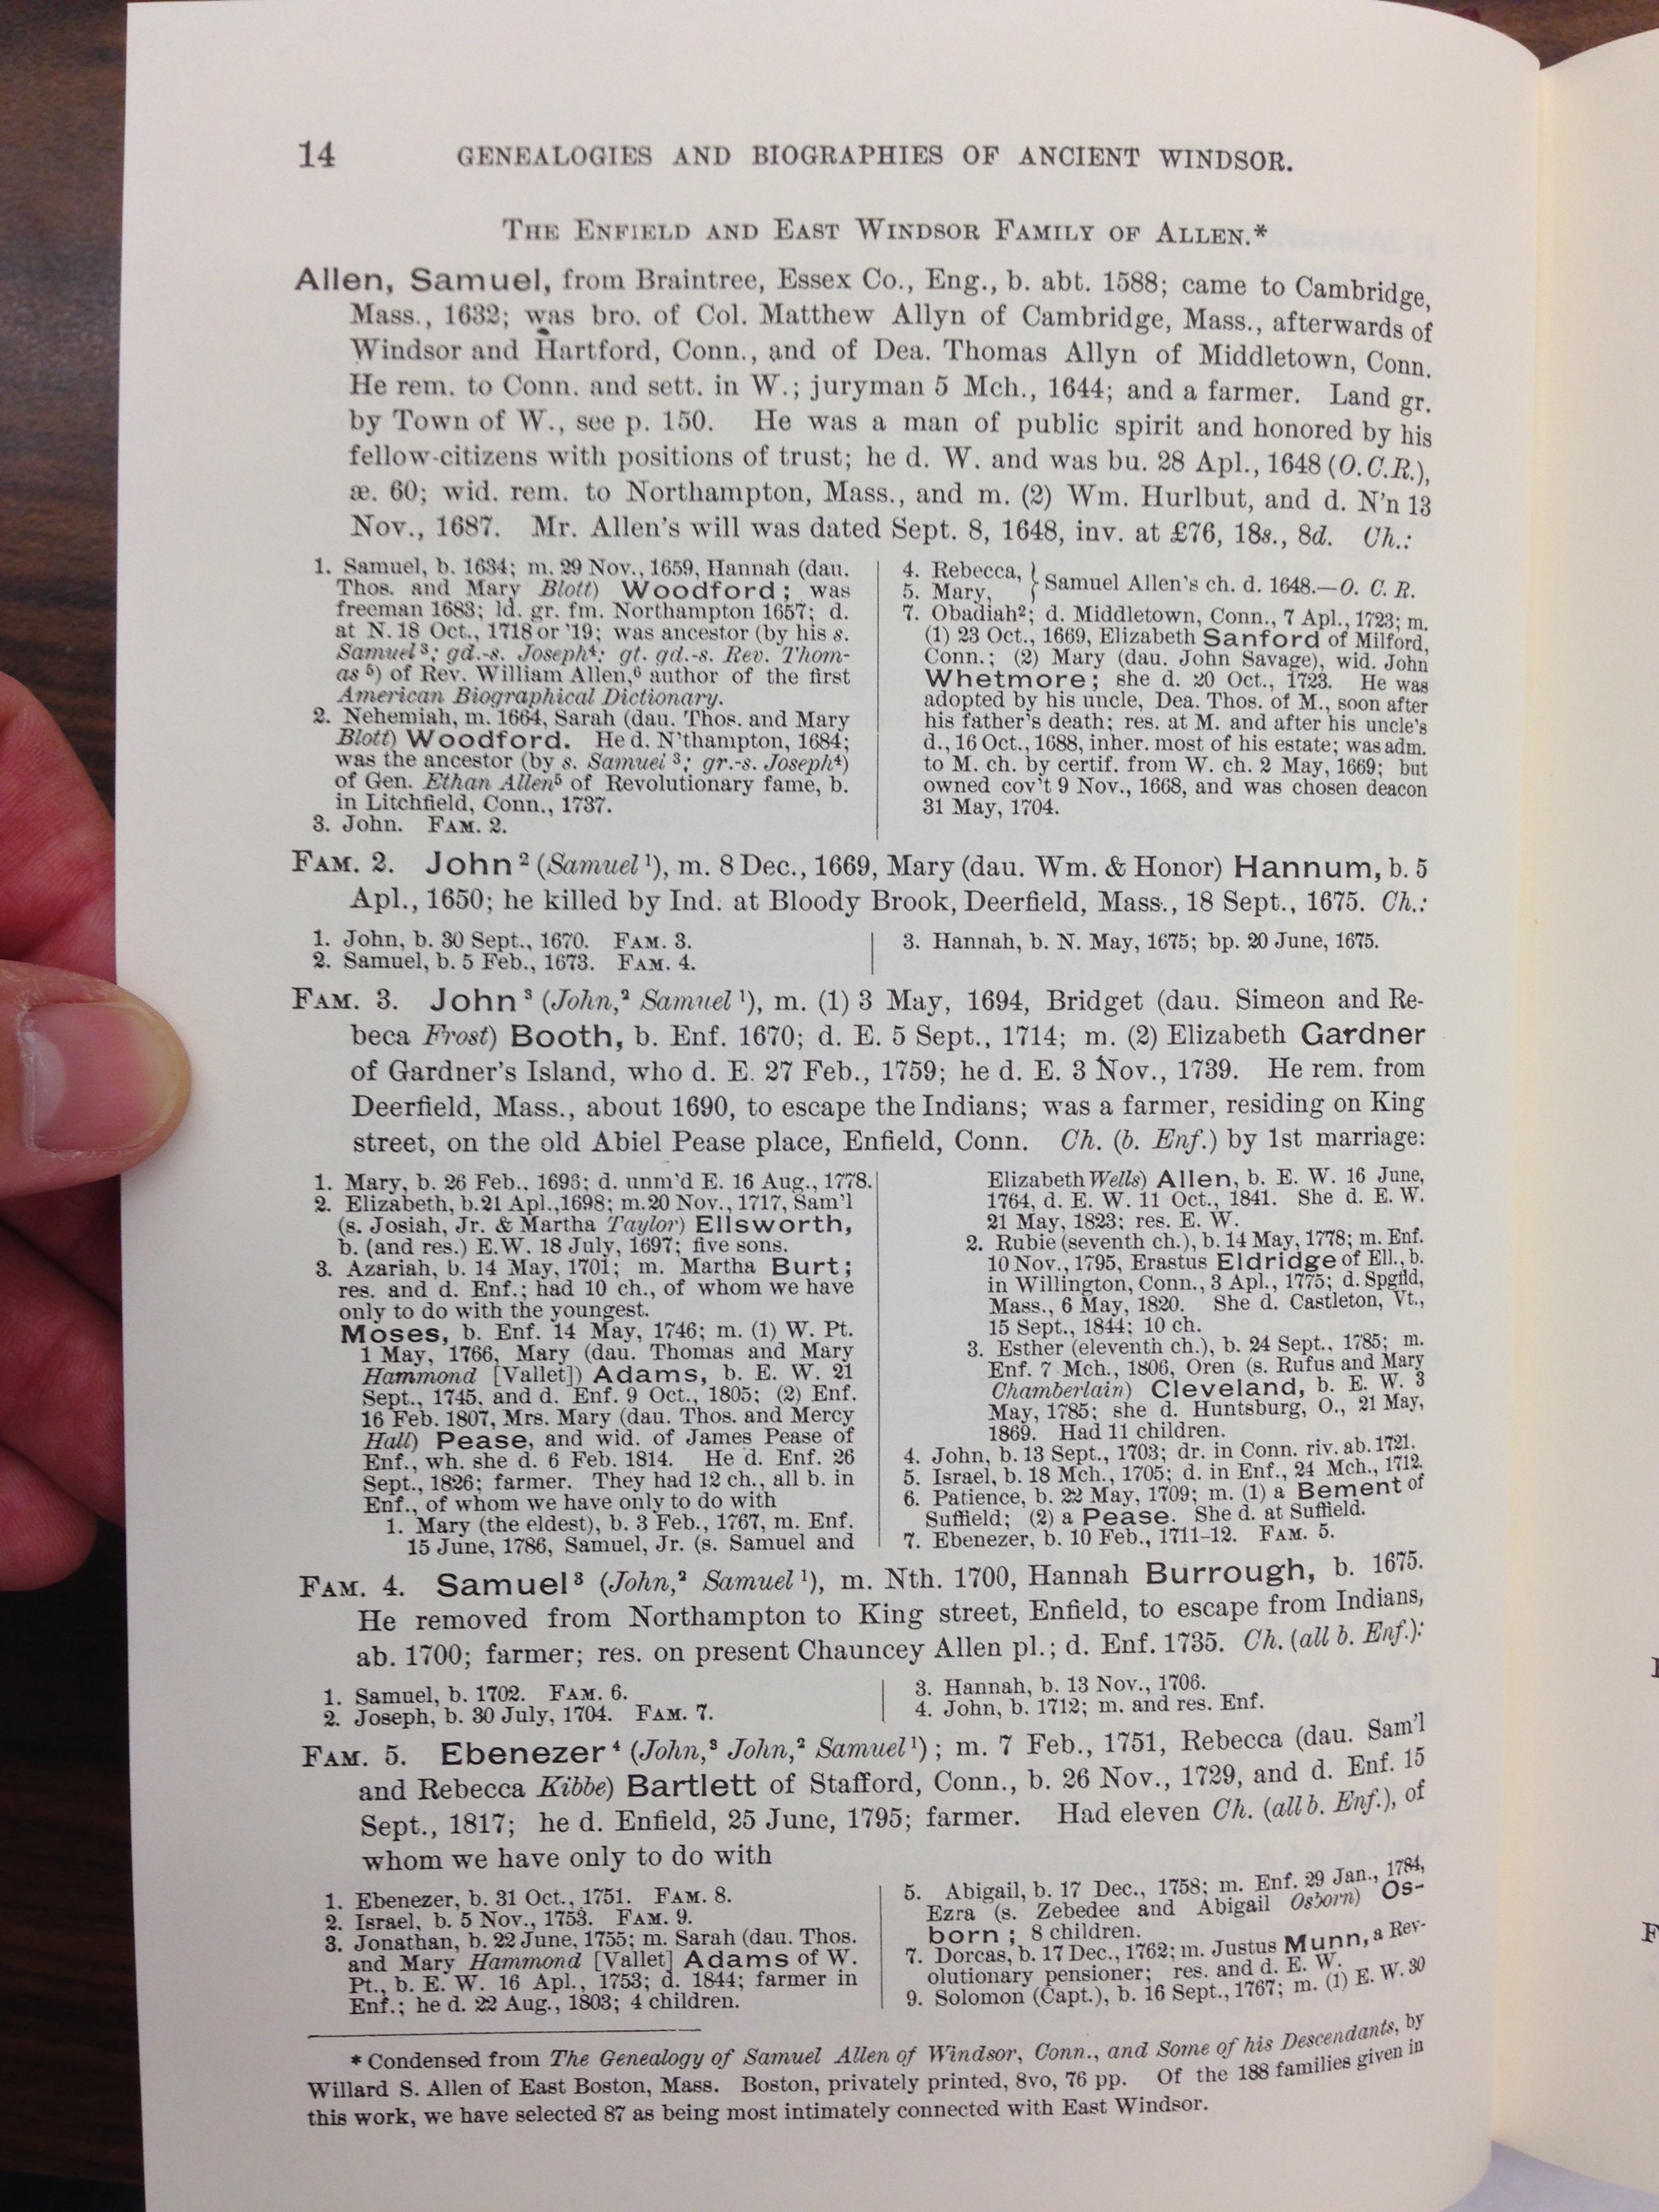 14 GENEALOGIES AND BIOGRAPHIES OF ANCIENT WINDSOR.
THE ENFIELD AND EAST WINDSOR FAMILY OF ALLEN.*
Allen, Samuel, from Braintree, Essex Co., Eng., b. abt. 1588; came to Cambridge,
Mass., 1632; was bro. of Col. Matthew Allyn of Cambridge, Mass., afterwards of
Windsor and Hartford, Conn., and of Dea. Thomas Allyn of Middletown, Conn.
He rem. to Conn. and sett. in W.; juryman 5 Mch., 1644; and a farmer. Land gr.
by Town of W., see p. 150. He was a man of public spirit and honored by his
fellow-citizens with positions of trust; he d. W. and was bu. 28 Apl., 1648 (O.C.R.),
æ. 60; wid. rem. to Northampton, Mass., and m. (2) Wm. Hurlbut, and d. N'n 13
Nov., 1687. Mr. Allen's will was dated Sept. 8, 1648, inv. at £76, 18s., 8d. Ch.:
1. Samuel, b. 1634; m. 29 Nov., 1659, Hannah (dau.
Thos. and Mary Blott) Woodford; was
freeman 1683; ld. gr. fm. Northampton 1657; d.
at N. 18 Oct., 1718 or '19; was ancestor (by his s.
Samuel³; gd.-s. Joseph⁴; gt. gd.-s. Rev. Thom-
as ⁵) of Rev. William Allen,⁶ author of the first
American Biographical Dictionary.
2. Nehemiah, m. 1664, Sarah (dau. Thos. and Mary
Blott) Woodford. He d. N'thampton, 1684;
was the ancestor (by s. Samuel ³; gr.-s. Joseph⁴)
of Gen. Ethan Allen⁵ of Revolutionary fame, b.
in Litchfield, Conn., 1737.
3. John. FAM. 2.
4. Rebecca, } Samuel Allen's ch. d. 1648.—O. C. R.
5. Mary,
7. Obadiah²; d. Middletown, Conn., 7 Apl., 1723; m.
(1) 23 Oct., 1669, Elizabeth Sanford of Milford,
Conn.; (2) Mary (dau. John Savage), wid. John
Whetmore; she d. 20 Oct., 1723. He was
adopted by his uncle, Dea. Thos. of M., soon after
his father's death; res. at M. and after his uncle's
d., 16 Oct., 1688, inher. most of his estate; was adm.
to M. ch. by certif. from W. ch. 2 May, 1669; but
owned cov't 9 Nov., 1668, and was chosen deacon
31 May, 1704.
FAM. 2. John ² (Samuel ¹), m. 8 Dec., 1669, Mary (dau. Wm. & Honor) Hannum, b. 5
Apl., 1650; he killed by Ind. at Bloody Brook, Deerfield, Mass., 18 Sept., 1675. Ch.:
1. John, b. 30 Sept., 1670. FAM. 3.
2. Samuel, b. 5 Feb., 1673. FAM. 4.
3. Hannah, b. N. May, 1675; bp. 20 June, 1675.
FAM. 3. John ³ (John,² Samuel ¹), m. (1) 3 May, 1694, Bridget (dau. Simeon and Re-
beca Frost) Booth, b. Enf. 1670; d. E. 5 Sept., 1714; m. (2) Elizabeth Gardner
of Gardner's Island, who d. E. 27 Feb., 1759; he d. E. 3 Nov., 1739. He rem. from
Deerfield, Mass., about 1690, to escape the Indians; was a farmer, residing on King
street, on the old Abiel Pease place, Enfield, Conn. Ch. (b. Enf.) by 1st marriage:
1. Mary, b. 26 Feb., 1696; d. unm'd E. 16 Aug., 1778.
2. Elizabeth, b. 21 Apl., 1698; m. 20 Nov., 1717, Sam'l
(s. Josiah, Jr. & Martha Taylor) Ellsworth,
b. (and res.) E.W. 18 July, 1697; five sons.
3. Azariah, b. 14 May, 1701; m. Martha Burt;
res. and d. Enf.; had 10 ch., of whom we have
only to do with the youngest.
Moses, b. Enf. 14 May, 1746; m. (1) W. Pt.
1 May, 1766, Mary (dau. Thomas and Mary
Hammond [Vallet]) Adams, b. E. W. 21
Sept., 1745, and d. Enf. 9 Oct., 1805; (2) Enf.
16 Feb. 1807, Mrs. Mary (dau. Thos. and Mercy
Hall) Pease, and wid. of James Pease of
Enf., wh. she d. 6 Feb. 1814. He d. Enf. 26
Sept., 1826; farmer. They had 12 ch., all b. in
Enf., of whom we have only to do with
1. Mary (the eldest), b. 3 Feb., 1767, m. Enf.
15 June, 1786, Samuel, Jr. (s. Samuel and
Elizabeth Wells) Allen, b. E. W. 16 June,
1764, d. E. W. 11 Oct., 1841. She d. E. W.
21 May, 1823; res. E. W.
2. Rubie (seventh ch.), b. 14 May, 1778; m. Enf.
10 Nov., 1795, Erastus Eldridge of Ell., b.
in Willington, Conn., 3 Apl., 1775; d. Spgfld,
Mass., 6 May, 1820. She d. Castleton, Vt.,
15 Sept., 1844; 10 ch.
3. Esther (eleventh ch.), b. 24 Sept., 1785; m.
Enf. 7 Mch., 1806, Oren (s. Rufus and Mary
Chamberlain) Cleveland, b. E. W. 3
May, 1785; she d. Huntsburg, O., 21 May,
1869. Had 11 children.
4. John, b. 13 Sept., 1703; dr. in Conn. riv. ab. 1721.
5. Israel, b. 18 Mch., 1705; d. in Enf., 24 Mch., 1712.
6. Patience, b. 22 May, 1709; m. (1) a Bement of
Suffield; (2) a Pease. She d. at Suffield.
7. Ebenezer, b. 10 Feb., 1711-12. FAM. 5.
FAM. 4. Samuel³ (John,² Samuel ¹), m. Nth. 1700, Hannah Burrough, b. 1675.
He removed from Northampton to King street, Enfield, to escape from Indians,
ab. 1700; farmer; res. on present Chauncey Allen pl.; d. Enf. 1735. Ch. (all b. Enf.):
1. Samuel, b. 1702. FAM. 6.
2. Joseph, b. 30 July, 1704. FAM. 7.
3. Hannah, b. 13 Nov., 1706.
4. John, b. 1712; m. and res. Enf.
FAM. 5. Ebenezer ⁴ (John,³ John,² Samuel¹); m. 7 Feb., 1751, Rebecca (dau. Sam'l
and Rebecca Kibbe) Bartlett of Stafford, Conn., b. 26 Nov., 1729, and d. Enf. 15
Sept., 1817; he d. Enfield, 25 June, 1795; farmer. Had eleven Ch. (all b. Enf.), of
whom we have only to do with
1. Ebenezer, b. 31 Oct., 1751. FAM. 8.
2. Israel, b. 5 Nov., 1753. FAM. 9.
3. Jonathan, b. 22 June, 1755; m. Sarah (dau. Thos.
and Mary Hammond [Vallet] Adams of W.
Pt., b. E. W. 16 Apl., 1753; d. 1844; farmer in
Enf.; he d. 22 Aug., 1803; 4 children.
5. Abigail, b. 17 Dec., 1758; m. Enf. 29 Jan., 1784,
Ezra (s. Zebedee and Abigail Osborn) Os-
born; 8 children.
7. Dorcas, b. 17 Dec., 1762; m. Justus Munn, a Rev-
olutionary pensioner; res. and d. E. W.
9. Solomon (Capt.), b. 16 Sept., 1767; m. (1) E. W. 30
* Condensed from The Genealogy of Samuel Allen of Windsor, Conn., and Some of his Descendants, by
Willard S. Allen of East Boston, Mass. Boston, privately printed, 8vo, 76 pp. Of the 188 families given in
this work, we have selected 87 as being most intimately connected with East Windsor.